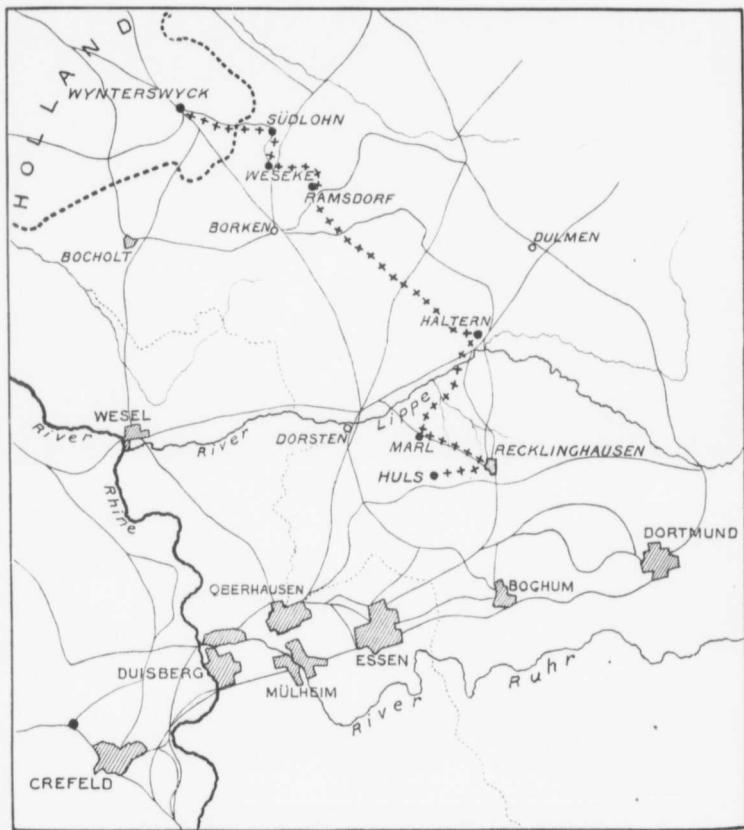 HOLLAND
WYNTERSWYCK
SÜDLOHN
WESEKE
RAMSDORF
BORKEN
BOCHOLT
DULMEN
HALTERN
WESEL
River
River
Lippe
DORSTEN
MARL
RECKLINGHAUSEN
HULS
Rhine
DORTMUND
OBERHAUSEN
BOGHUM
ESSEN
DUISBERG
MÜLHEIM
River Ruhr
CREFELD